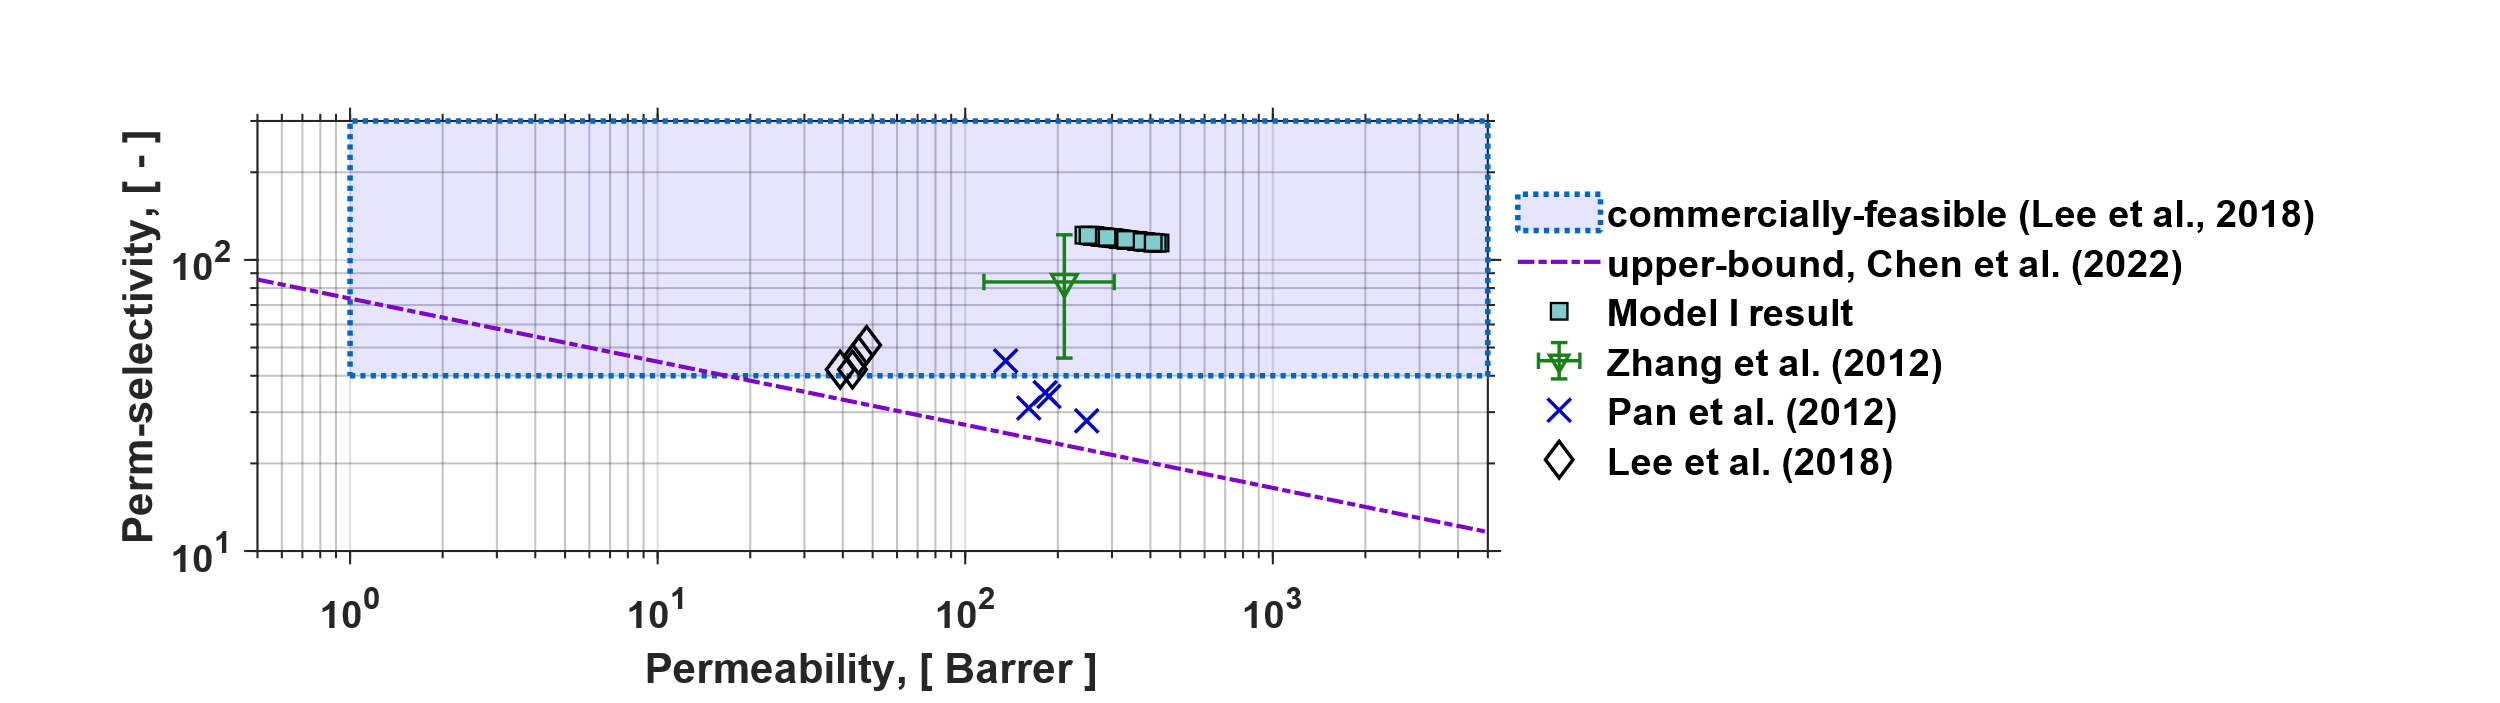 Perm-selectivity, [ - ]
10^2
10^1
10^0
10^1
10^2
10^3
Permeability, [ Barrer ]
commercially-feasible (Lee et al., 2018)
upper-bound, Chen et al. (2022)
Model I result
Zhang et al. (2012)
Pan et al. (2012)
Lee et al. (2018)